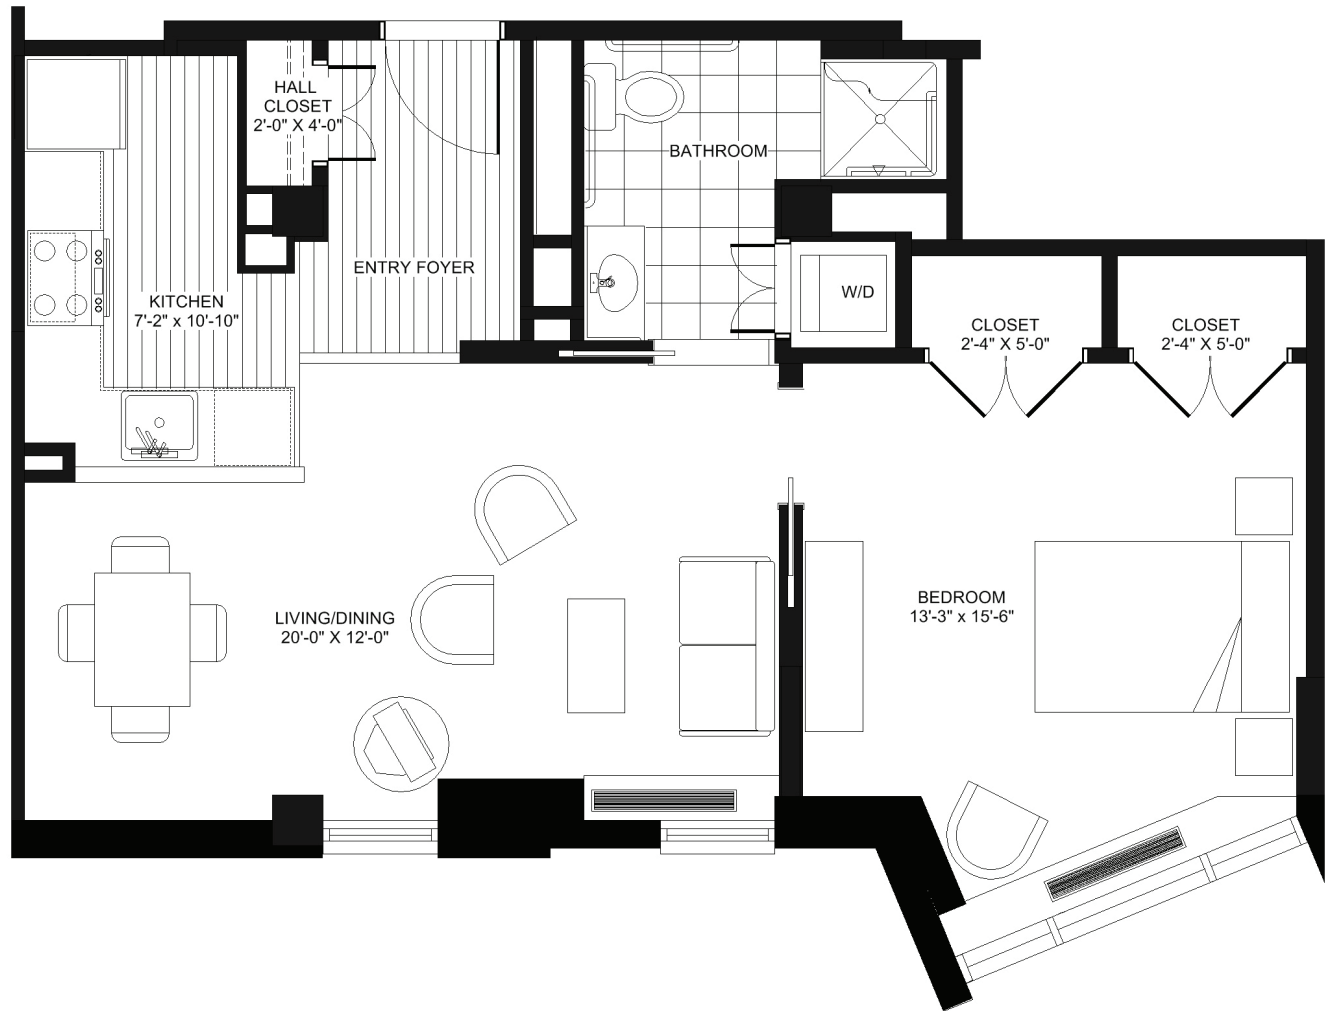 HALL
CLOSET
2'-0" X 4'-0"
BATHROOM
ENTRY FOYER
KITCHEN
7'-2" x 10'-10"
W/D
CLOSET
2'-4" X 5'-0"
CLOSET
2'-4" X 5'-0"
LIVING/DINING
20'-0" X 12'-0"
BEDROOM
13'-3" x 15'-6"